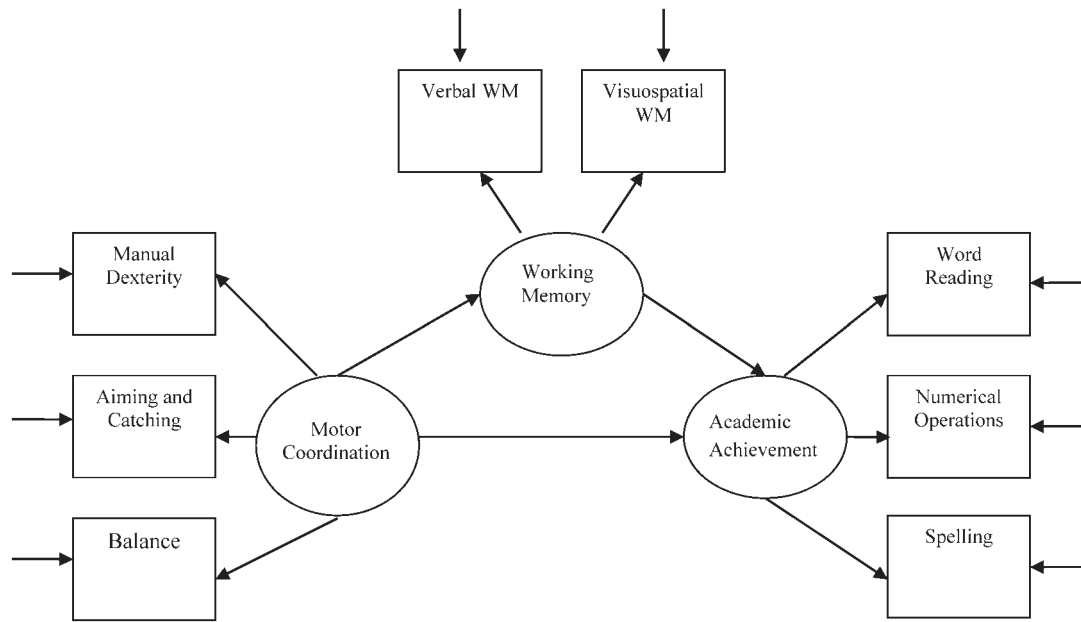 Verbal WM
Visuospatial
WM
Manual
Dexterity
Working
Memory
Word
Reading
Aiming and
Catching
Motor
Coordination
Academic
Achievement
Numerical
Operations
Balance
Spelling